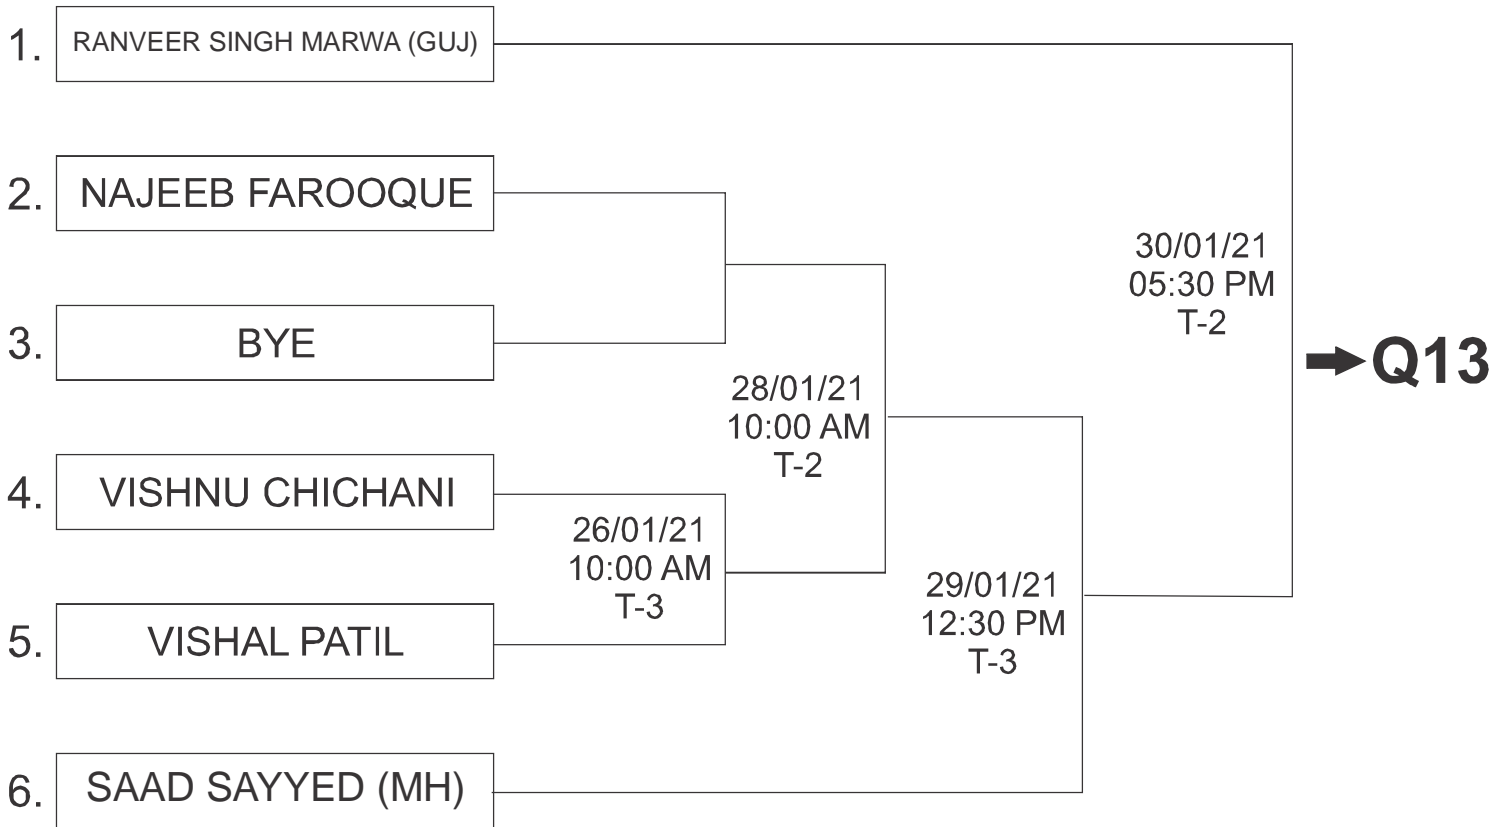 1. RANVEER SINGH MARWA (GUJ)
2. NAJEEB FAROOQUE
3. BYE
4. VISHNU CHICHANI
5. VISHAL PATIL
6. SAAD SAYYED (MH)
26/01/21
10:00 AM
T-3
28/01/21
10:00 AM
T-2
29/01/21
12:30 PM
T-3
30/01/21
05:30 PM
T-2
Q13